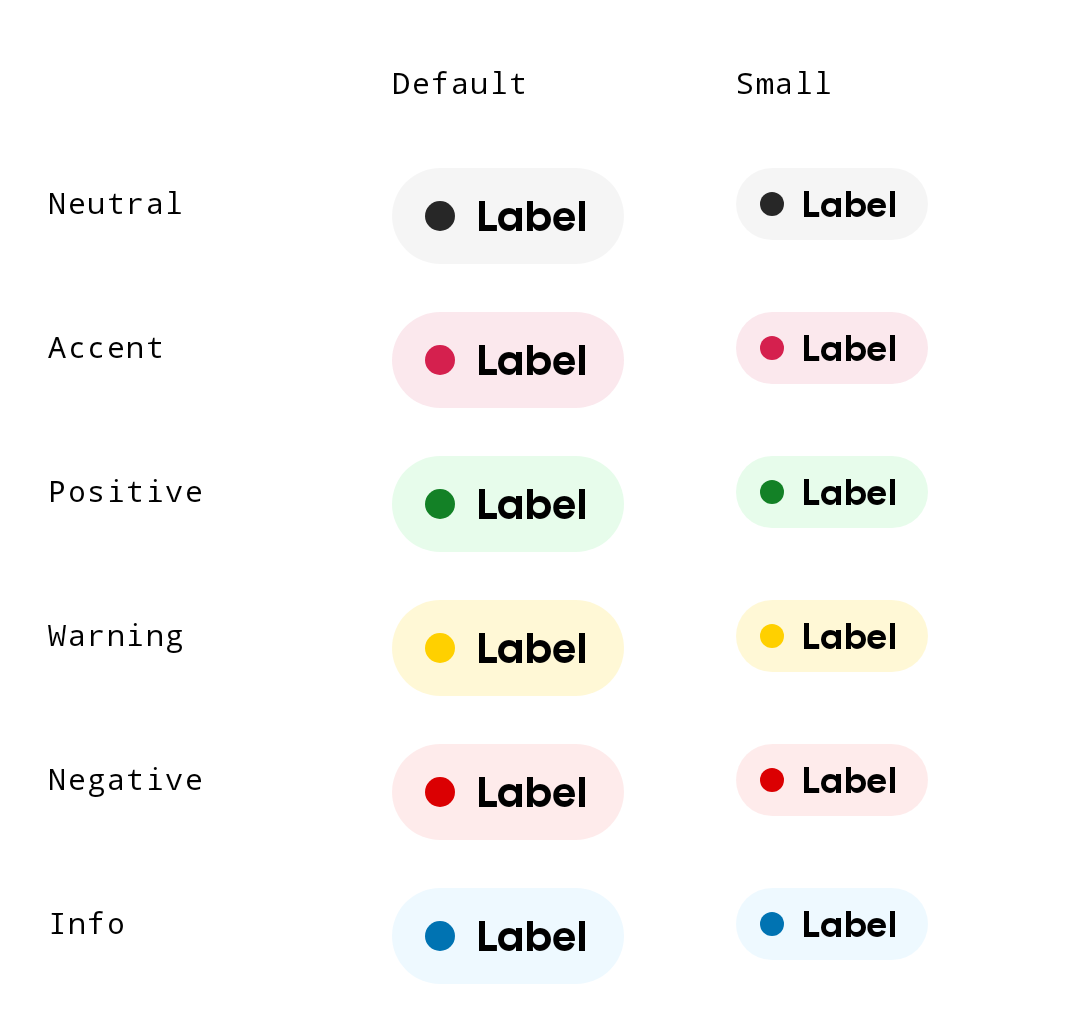 Default Small
Neutral Label Label
Accent Label Label
Positive Label Label
Warning Label Label
Negative Label Label
Info Label Label